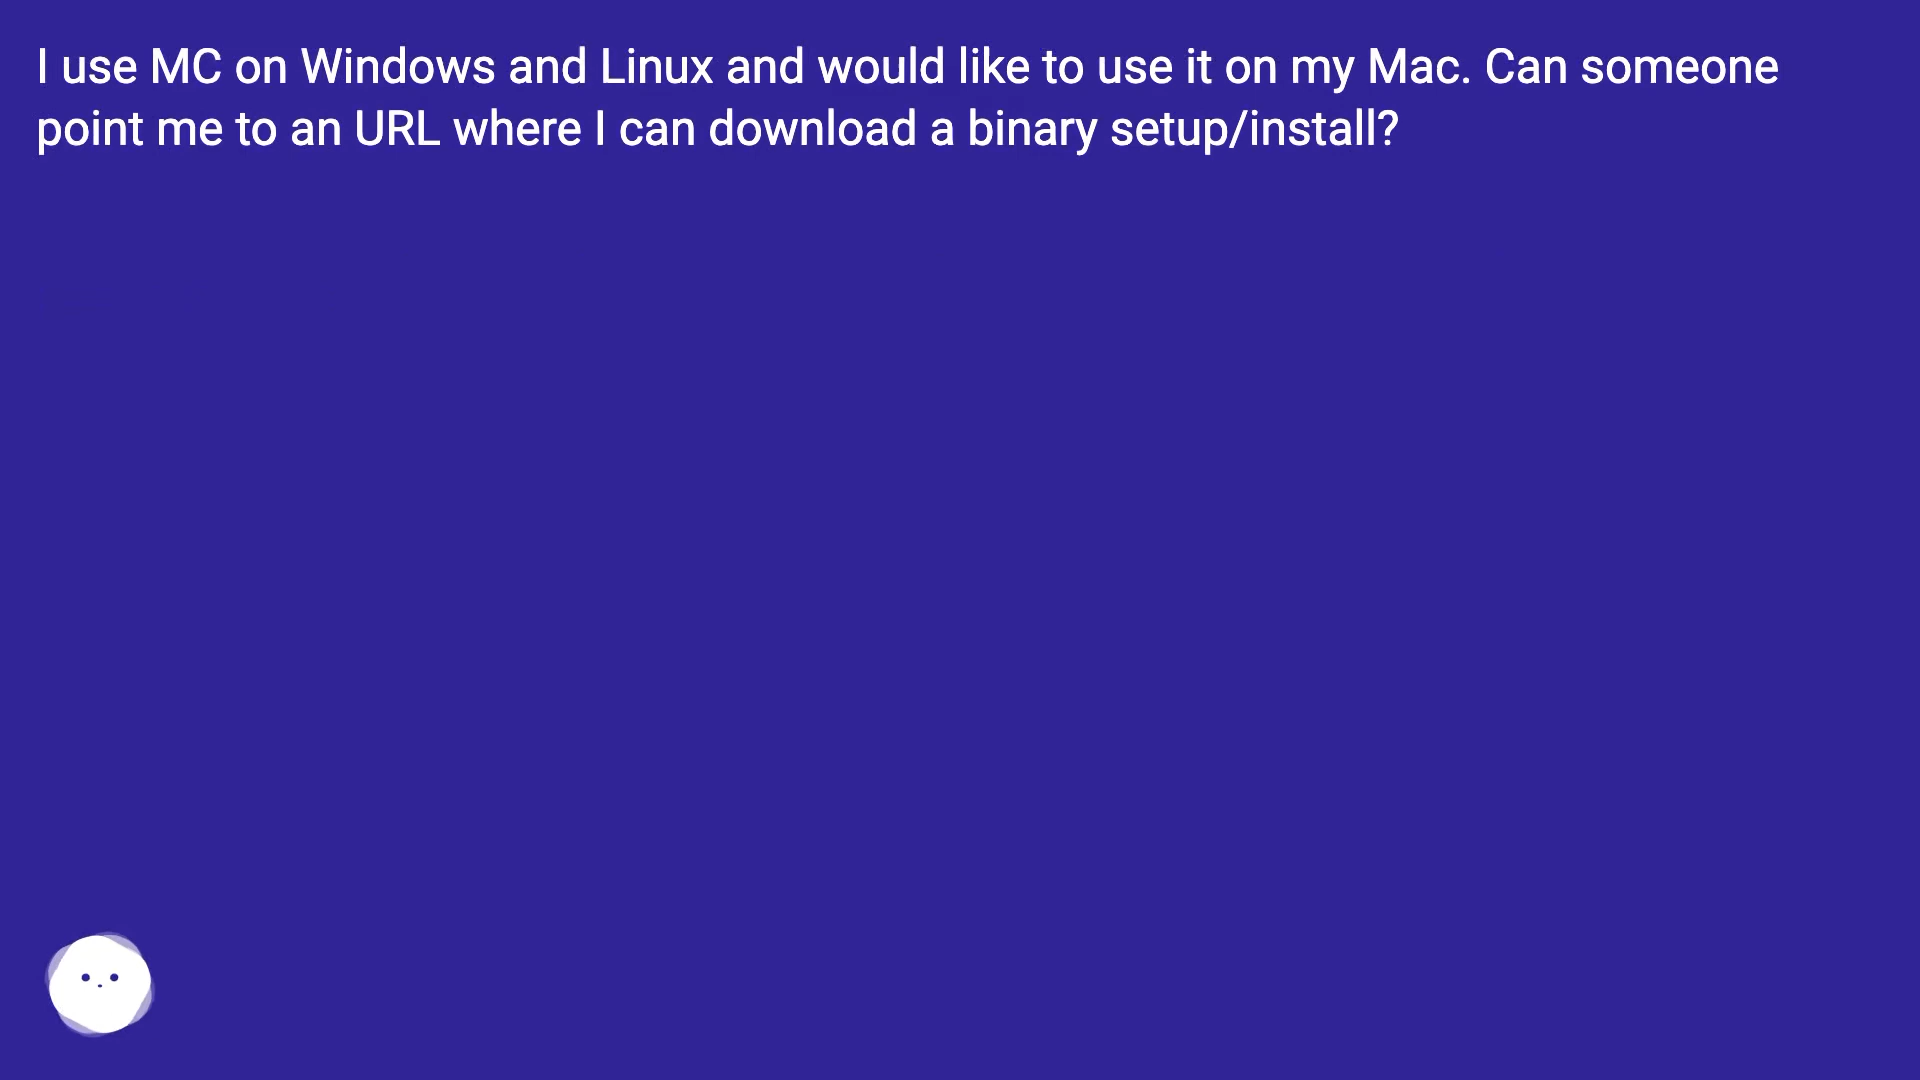 I use MC on Windows and Linux and would like to use it on my Mac. Can someone
point me to an URL where I can download a binary setup/install?